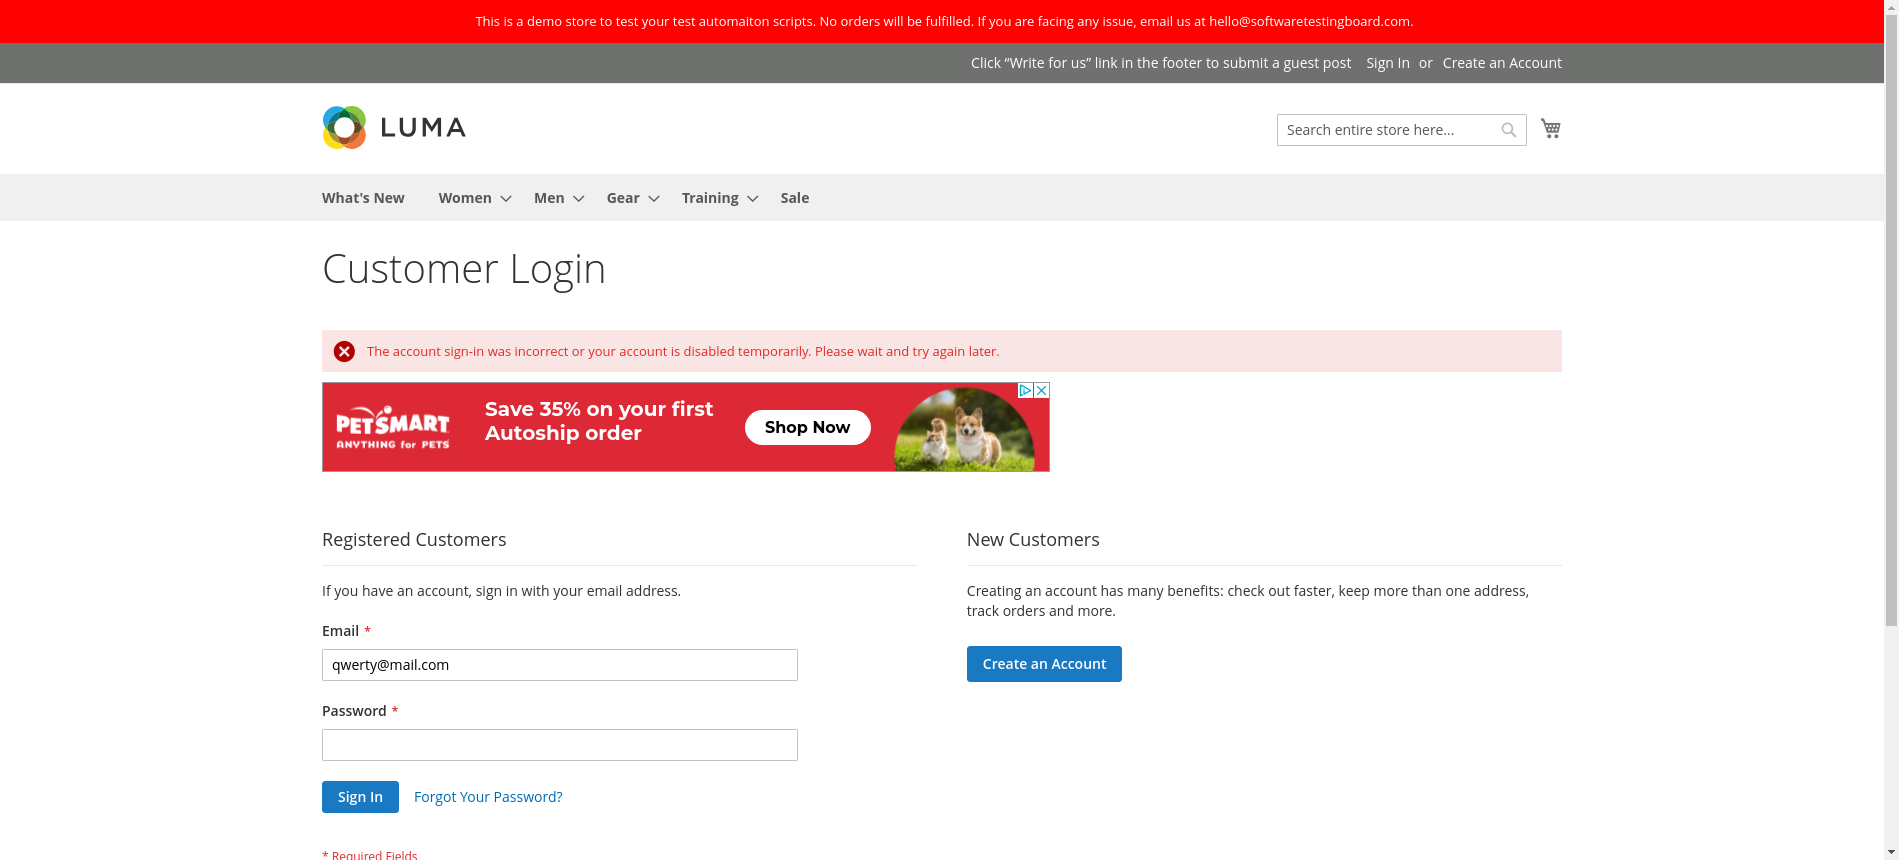 This is a demo store to test your test automaiton scripts. No orders will be fulfilled. If you are facing any issue, email us at hello@softwaretestingboard.com.
Click “Write for us” link in the footer to submit a guest post Sign In or Create an Account
LUMA
Search entire store here...
What's New Women Men Gear Training Sale
Customer Login
The account sign-in was incorrect or your account is disabled temporarily. Please wait and try again later.
PETSMART
ANYTHING for PETS
Save 35% on your first
Autoship order
Shop Now
Registered Customers
If you have an account, sign in with your email address.
Email *
qwerty@mail.com
Password *
Sign In Forgot Your Password?
* Required Fields
New Customers
Creating an account has many benefits: check out faster, keep more than one address,
track orders and more.
Create an Account